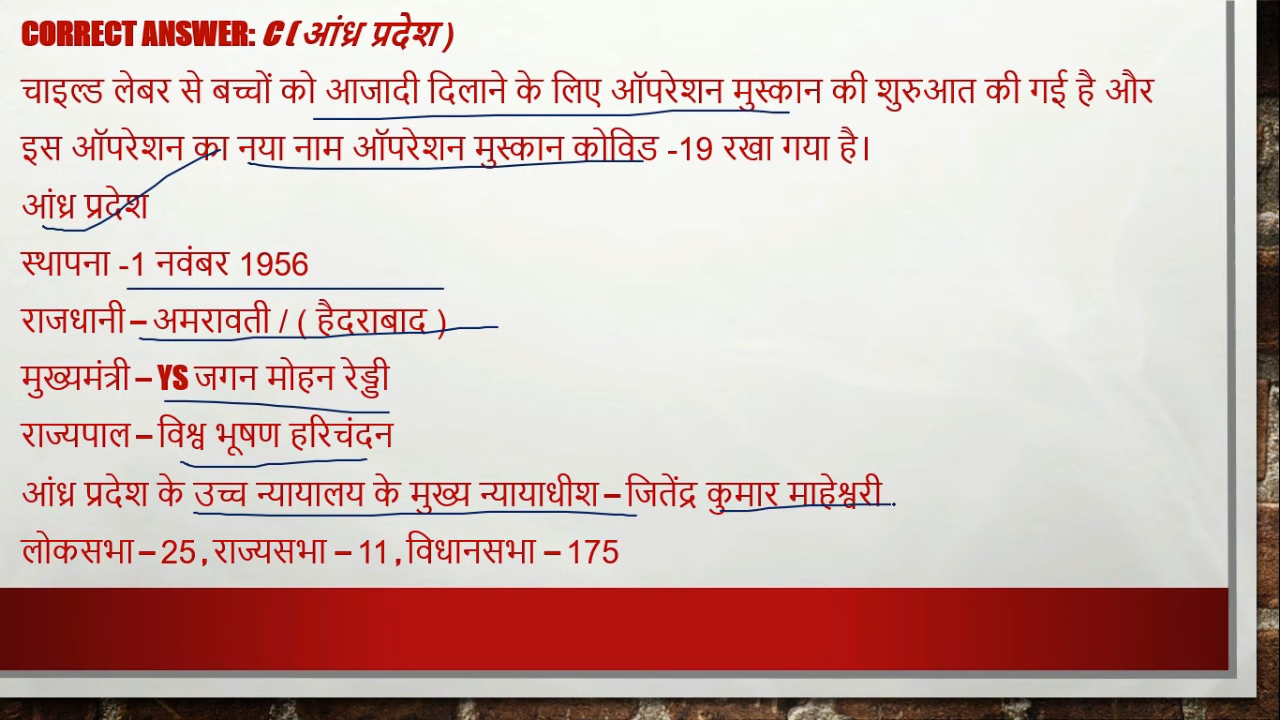 CORRECT ANSWER: C ( आंध्र प्रदेश )
चाइल्ड लेबर से बच्चों को आजादी दिलाने के लिए ऑपरेशन मुस्कान की शुरुआत की गई है और
इस ऑपरेशन का नया नाम ऑपरेशन मुस्कान कोविड -19 रखा गया है।
आंध्र प्रदेश
स्थापना -1 नवंबर 1956
राजधानी – अमरावती / ( हैदराबाद )
मुख्यमंत्री – YS जगन मोहन रेड्डी
राज्यपाल – विश्व भूषण हरिचंदन
आंध्र प्रदेश के उच्च न्यायालय के मुख्य न्यायाधीश – जितेंद्र कुमार माहेश्वरी .
लोकसभा – 25 , राज्यसभा – 11 , विधानसभा – 175